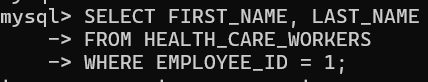 mysql> SELECT FIRST_NAME, LAST_NAME
-> FROM HEALTH_CARE_WORKERS
-> WHERE EMPLOYEE_ID = 1;